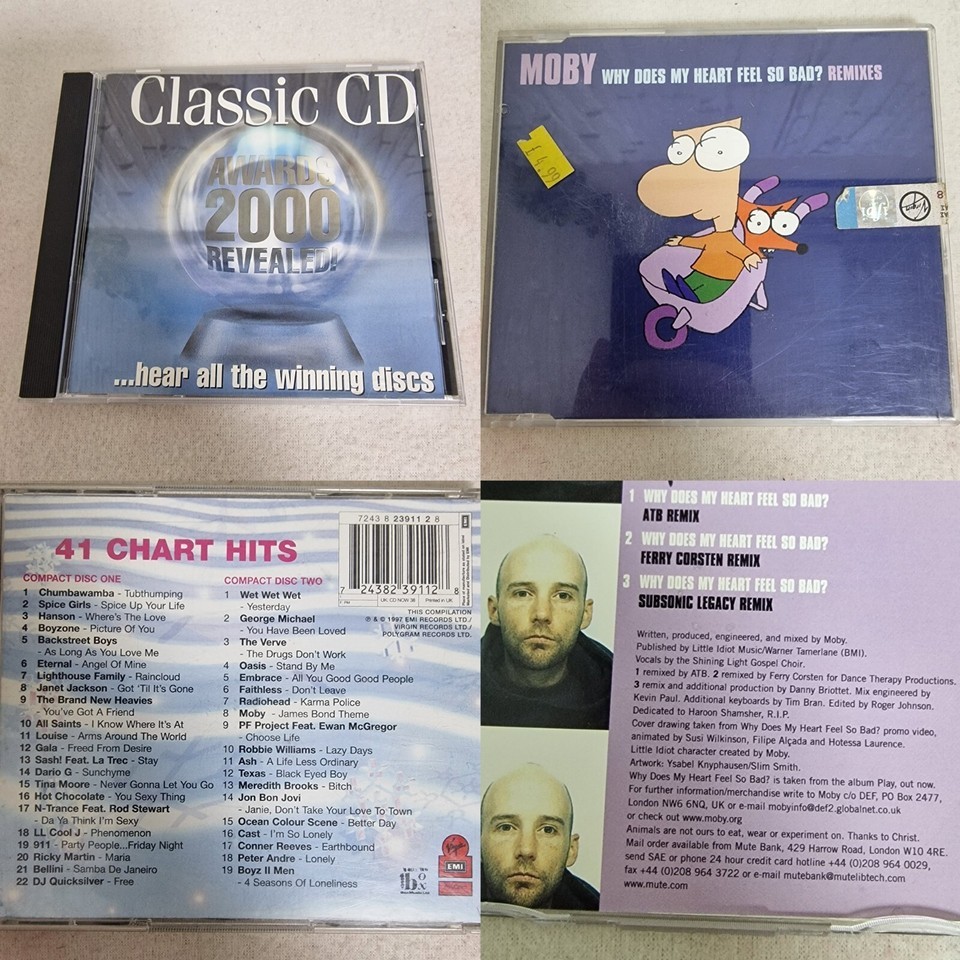 Classic CD
AWARDS
2000
REVEALED!
...hear all the winning discs
MOBY WHY DOES MY HEART FEEL SO BAD? REMIXES
£4.99
41 CHART HITS
7243 8 23911 2 8
7 24382 39112 8
UK: CD NOW 38
Printed in UK
EMI
THIS COMPILATION
℗ & © 1997 EMI RECORDS LTD./
VIRGIN RECORDS LTD./
POLYGRAM RECORDS LTD.
COMPACT DISC ONE
1 Chumbawamba - Tubthumping
2 Spice Girls - Spice Up Your Life
3 Hanson - Where's The Love
4 Boyzone - Picture Of You
5 Backstreet Boys
- As Long As You Love Me
6 Eternal - Angel Of Mine
7 Lighthouse Family - Raincloud
8 Janet Jackson - Got 'Til It's Gone
9 The Brand New Heavies
- You've Got A Friend
10 All Saints - I Know Where It's At
11 Louise - Arms Around The World
12 Gala - Freed From Desire
13 Sash! Feat. La Trec - Stay
14 Dario G - Sunchyme
15 Tina Moore - Never Gonna Let You Go
16 Hot Chocolate - You Sexy Thing
17 N-Trance Feat. Rod Stewart
- Da Ya Think I'm Sexy
18 LL Cool J - Phenomenon
19 911 - Party People...Friday Night
20 Ricky Martin - Maria
21 Bellini - Samba De Janeiro
22 DJ Quicksilver - Free
COMPACT DISC TWO
1 Wet Wet Wet
- Yesterday
2 George Michael
- You Have Been Loved
3 The Verve
- The Drugs Don't Work
4 Oasis - Stand By Me
5 Embrace - All You Good Good People
6 Faithless - Don't Leave
7 Radiohead - Karma Police
8 Moby - James Bond Theme
9 PF Project Feat. Ewan McGregor
- Choose Life
10 Robbie Williams - Lazy Days
11 Ash - A Life Less Ordinary
12 Texas - Black Eyed Boy
13 Meredith Brooks - Bitch
14 Jon Bon Jovi
- Janie, Don't Take Your Love To Town
15 Ocean Colour Scene - Better Day
16 Cast - I'm So Lonely
17 Conner Reeves - Earthbound
18 Peter Andre - Lonely
19 Boyz II Men
- 4 Seasons Of Loneliness
Virgin
EMI
1 WHY DOES MY HEART FEEL SO BAD?
ATB REMIX
2 WHY DOES MY HEART FEEL SO BAD?
FERRY CORSTEN REMIX
3 WHY DOES MY HEART FEEL SO BAD?
SUBSONIC LEGACY REMIX
Written, produced, engineered, and mixed by Moby.
Published by Little Idiot Music/Warner Tamerlane (BMI).
Vocals by the Shining Light Gospel Choir.
1 remixed by ATB. 2 remixed by Ferry Corsten for Dance Therapy Productions.
3 remix and additional production by Danny Briottet. Mix engineered by
Kevin Paul. Additional keyboards by Tim Bran. Edited by Roger Johnson.
Dedicated to Haroon Shamsher, R.I.P.
Cover drawing taken from Why Does My Heart Feel So Bad? promo video,
animated by Susi Wilkinson, Filipe Alçada and Hotessa Laurence.
Little Idiot character created by Moby.
Artwork: Ysabel Knyphausen/Slim Smith.
Why Does My Heart Feel So Bad? is taken from the album Play, out now.
For further information/merchandise write to Moby c/o DEF, PO Box 2477,
London NW6 6NQ, UK or e-mail mobyinfo@def2.globalnet.co.uk
or check out www.moby.org
Animals are not ours to eat, wear or experiment on. Thanks to Christ.
Mail order available from Mute Bank, 429 Harrow Road, London W10 4RE.
send SAE or phone 24 hour credit card hotline +44 (0)208 964 0029,
fax +44 (0)208 964 3722 or e-mail mutebank@mutelibtech.com
www.mute.com